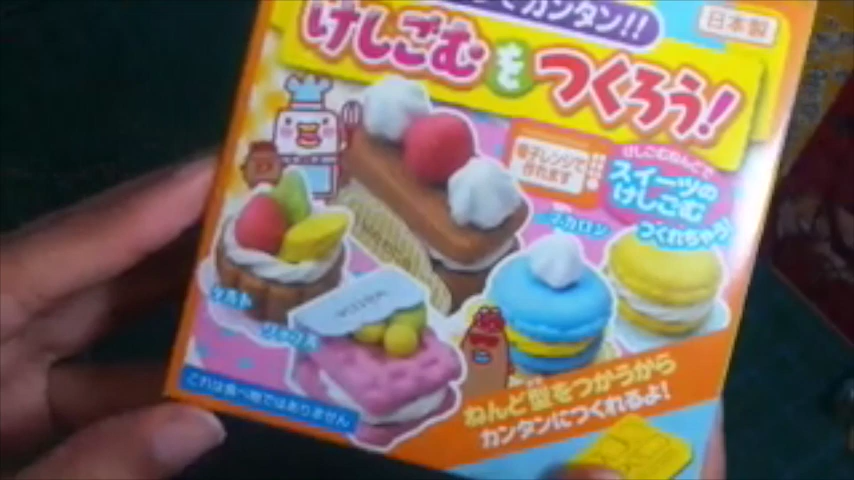 でカンタン!!
日本製
けしごむをつくろう!
電子レンジで
作れます
けしごむねんどで
スイーツの
けしごむ
つくれちゃう!
マカロン
タルト
ねんど型をつかうから
カンタンにつくれるよ!
これは食べ物ではありません